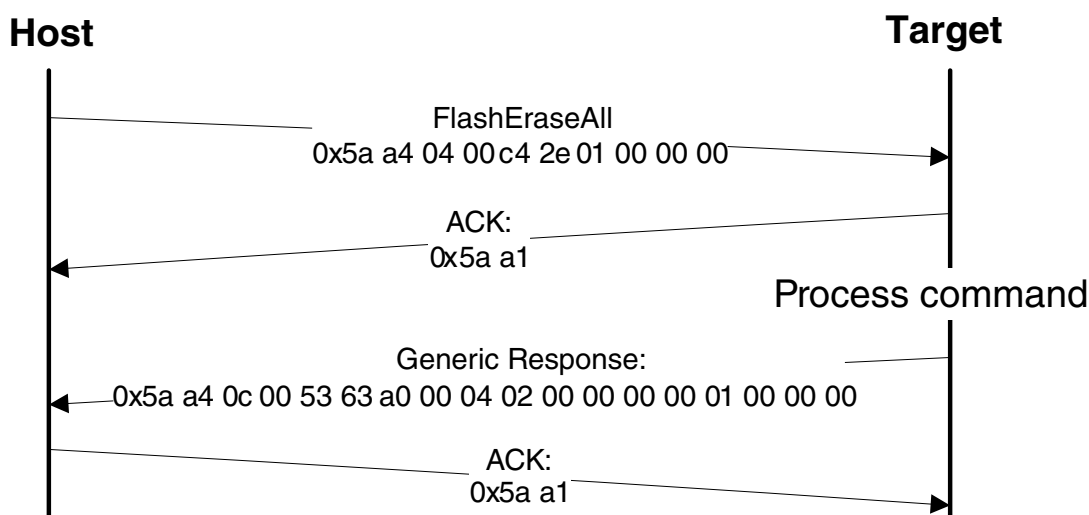 Host
Target
FlashEraseAll
0x5a a4 04 00 c4 2e 01 00 00 00
ACK:
0x5a a1
Process command
Generic Response:
0x5a a4 0c 00 53 63 a0 00 04 02 00 00 00 00 01 00 00 00
ACK:
0x5a a1